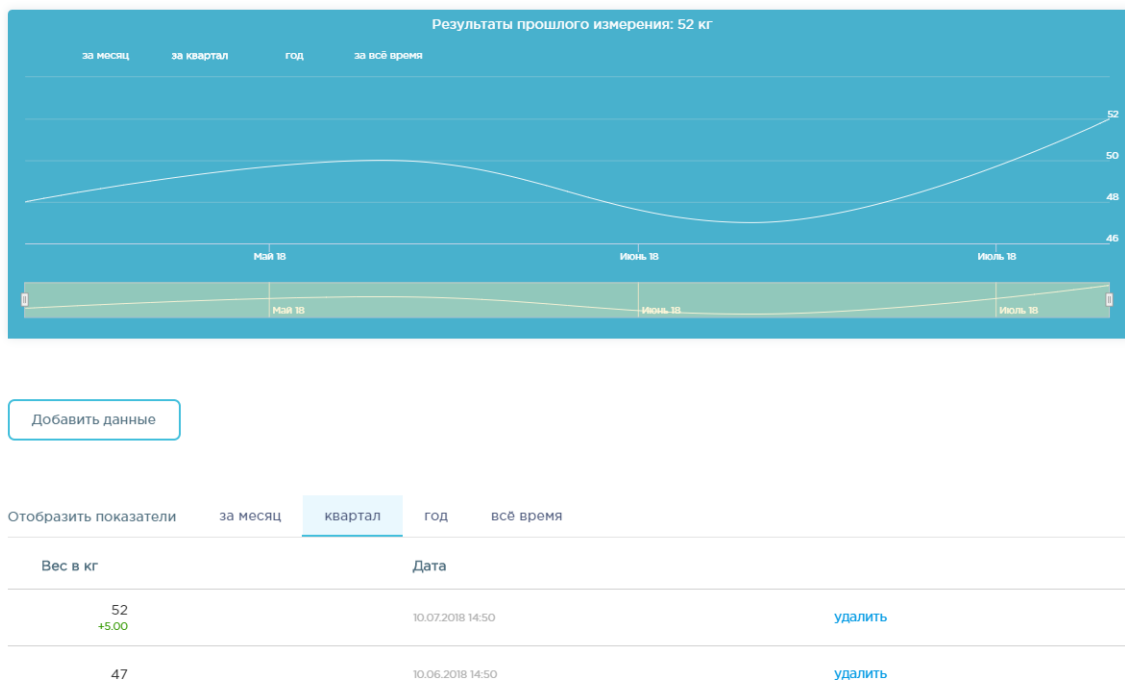 Результаты прошлого измерения: 52 кг
за месяц за квартал год за всё время
52
50
48
46
Май 18 Июнь 18 Июль 18
Май 18 Июнь 18 Июль 18
Добавить данные
Отобразить показатели за месяц квартал год всё время
Вес в кг Дата
52 10.07.2018 14:50 удалить
+5.00
47 10.06.2018 14:50 удалить